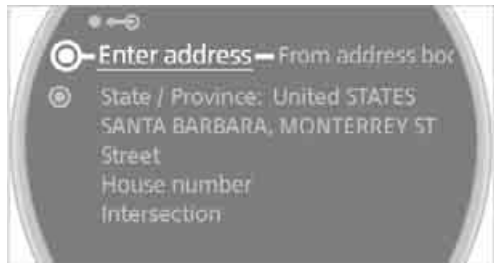 Enter address From address boo
State / Province: United STATES
SANTA BARBARA, MONTERREY ST
Street
House number
Intersection